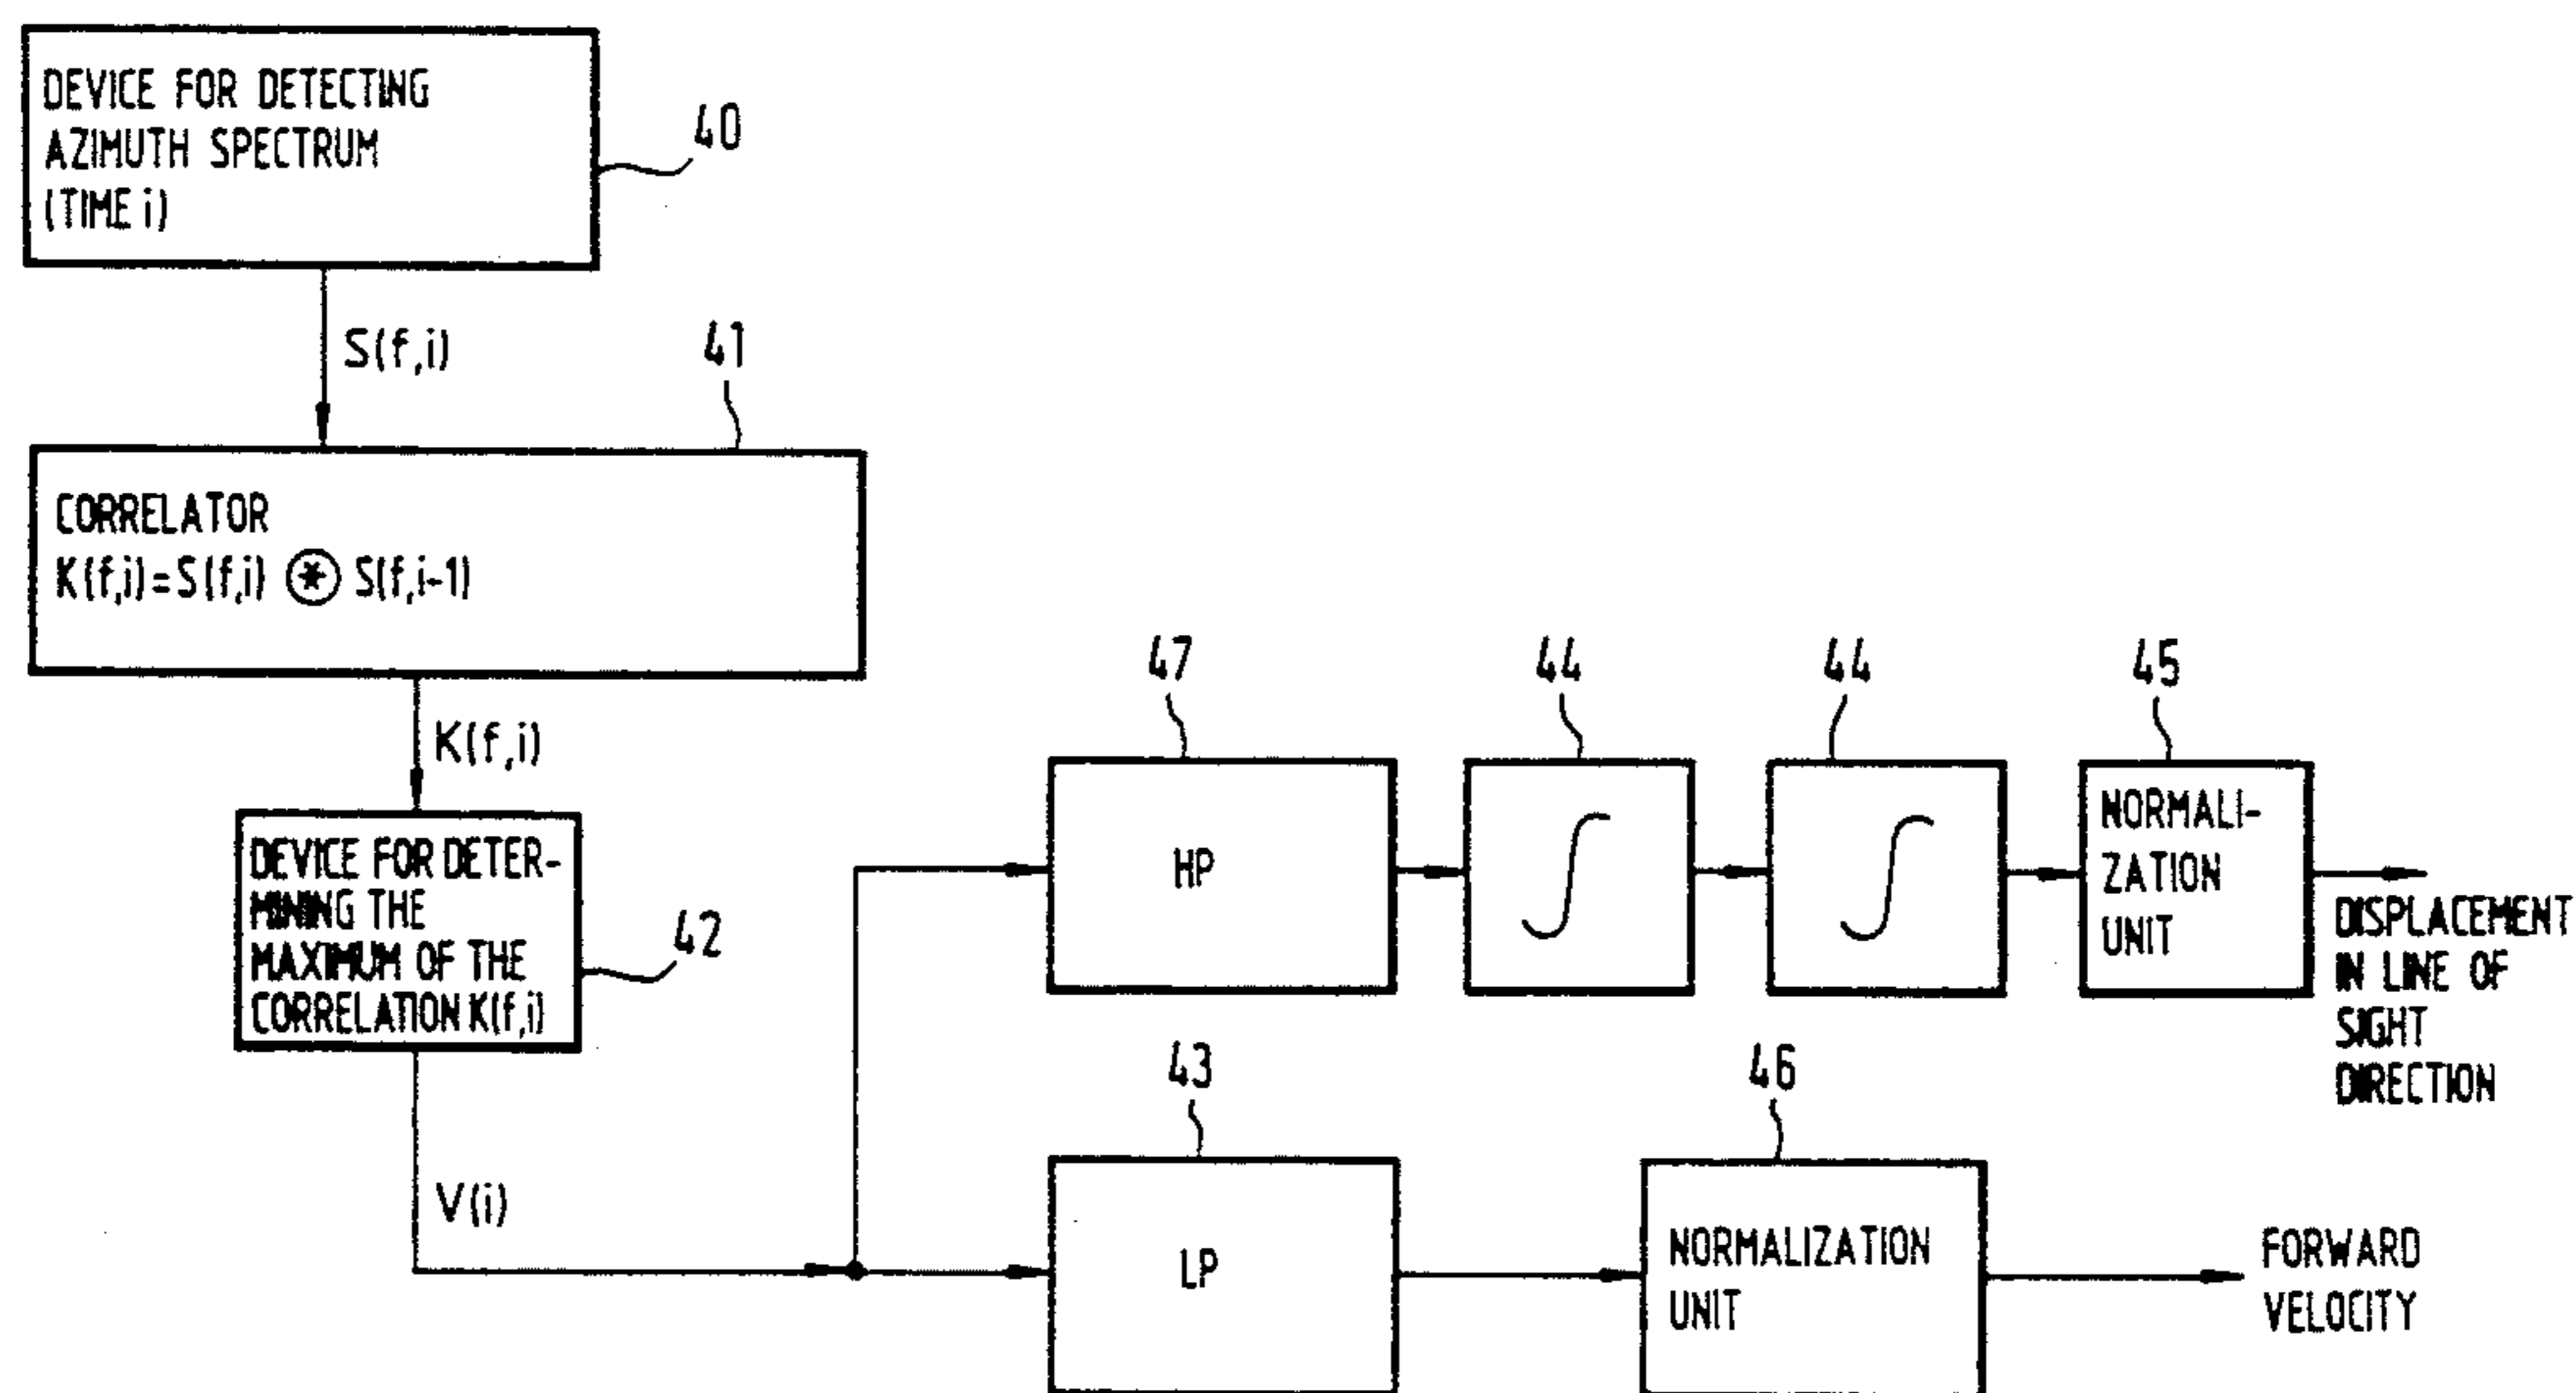 DEVICE FOR DETECTING
AZIMUTH SPECTRUM
(TIME i)
40
S(f,i)
41
CORRELATOR
K(f,i)=S(f,i) ⊛ S(f,i-1)
K(f,i)
DEVICE FOR DETER-
MINING THE
MAXIMUM OF THE
CORRELATION K(f,i)
42
V(i)
47
HP
44
∫
44
∫
45
NORMALI-
ZATION
UNIT
DISPLACEMENT
IN LINE OF
SIGHT
DIRECTION
43
LP
46
NORMALIZATION
UNIT
FORWARD
VELOCITY